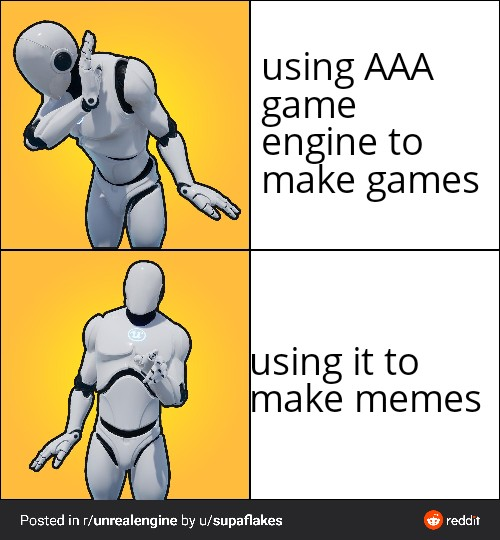 using AAA
game
engine to
make games
using it to
make memes
Posted in r/unrealengine by u/supaflakes
reddit